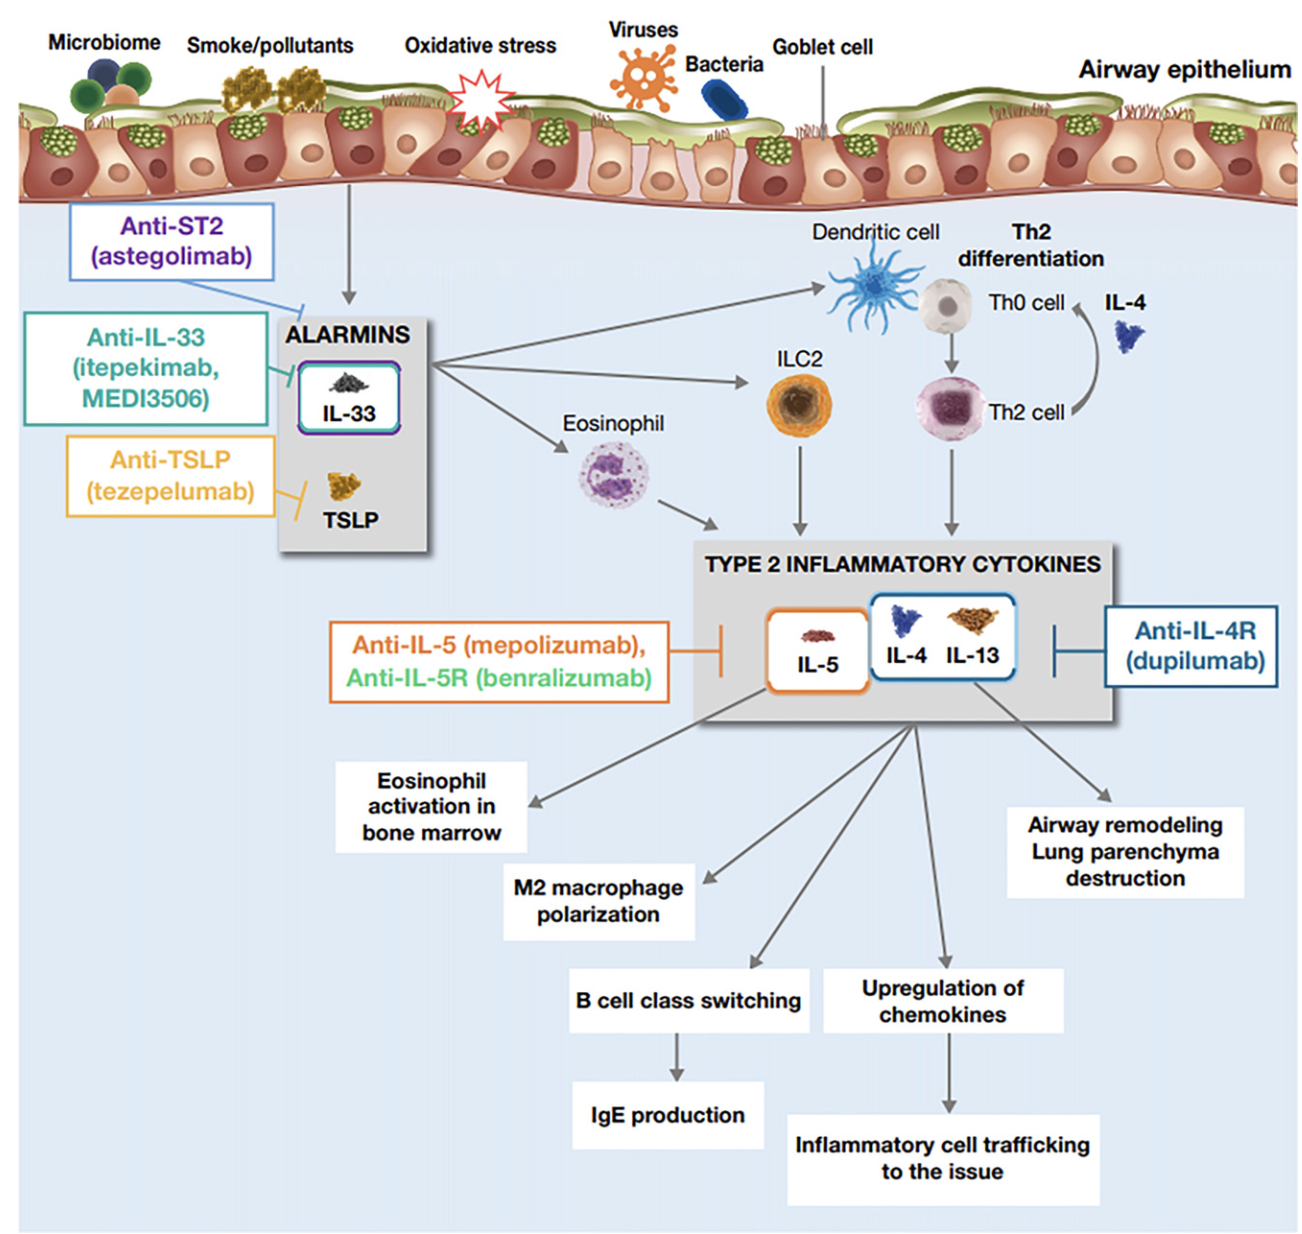 Microbiome
Smoke/pollutants
Oxidative stress
Viruses
Bacteria
Goblet cell
Airway epithelium
Anti-ST2
(astegolimab)
Anti-IL-33
(itepekimab,
MEDI3506)
Anti-TSLP
(tezepelumab)
ALARMINS
IL-33
TSLP
Dendritic cell
Th2
differentiation
Th0 cell
IL-4
ILC2
Th2 cell
Eosinophil
TYPE 2 INFLAMMATORY CYTOKINES
IL-5
IL-4
IL-13
Anti-IL-5 (mepolizumab),
Anti-IL-5R (benralizumab)
Anti-IL-4R
(dupilumab)
Eosinophil
activation in
bone marrow
M2 macrophage
polarization
Airway remodeling
Lung parenchyma
destruction
B cell class switching
Upregulation of
chemokines
IgE production
Inflammatory cell trafficking
to the issue